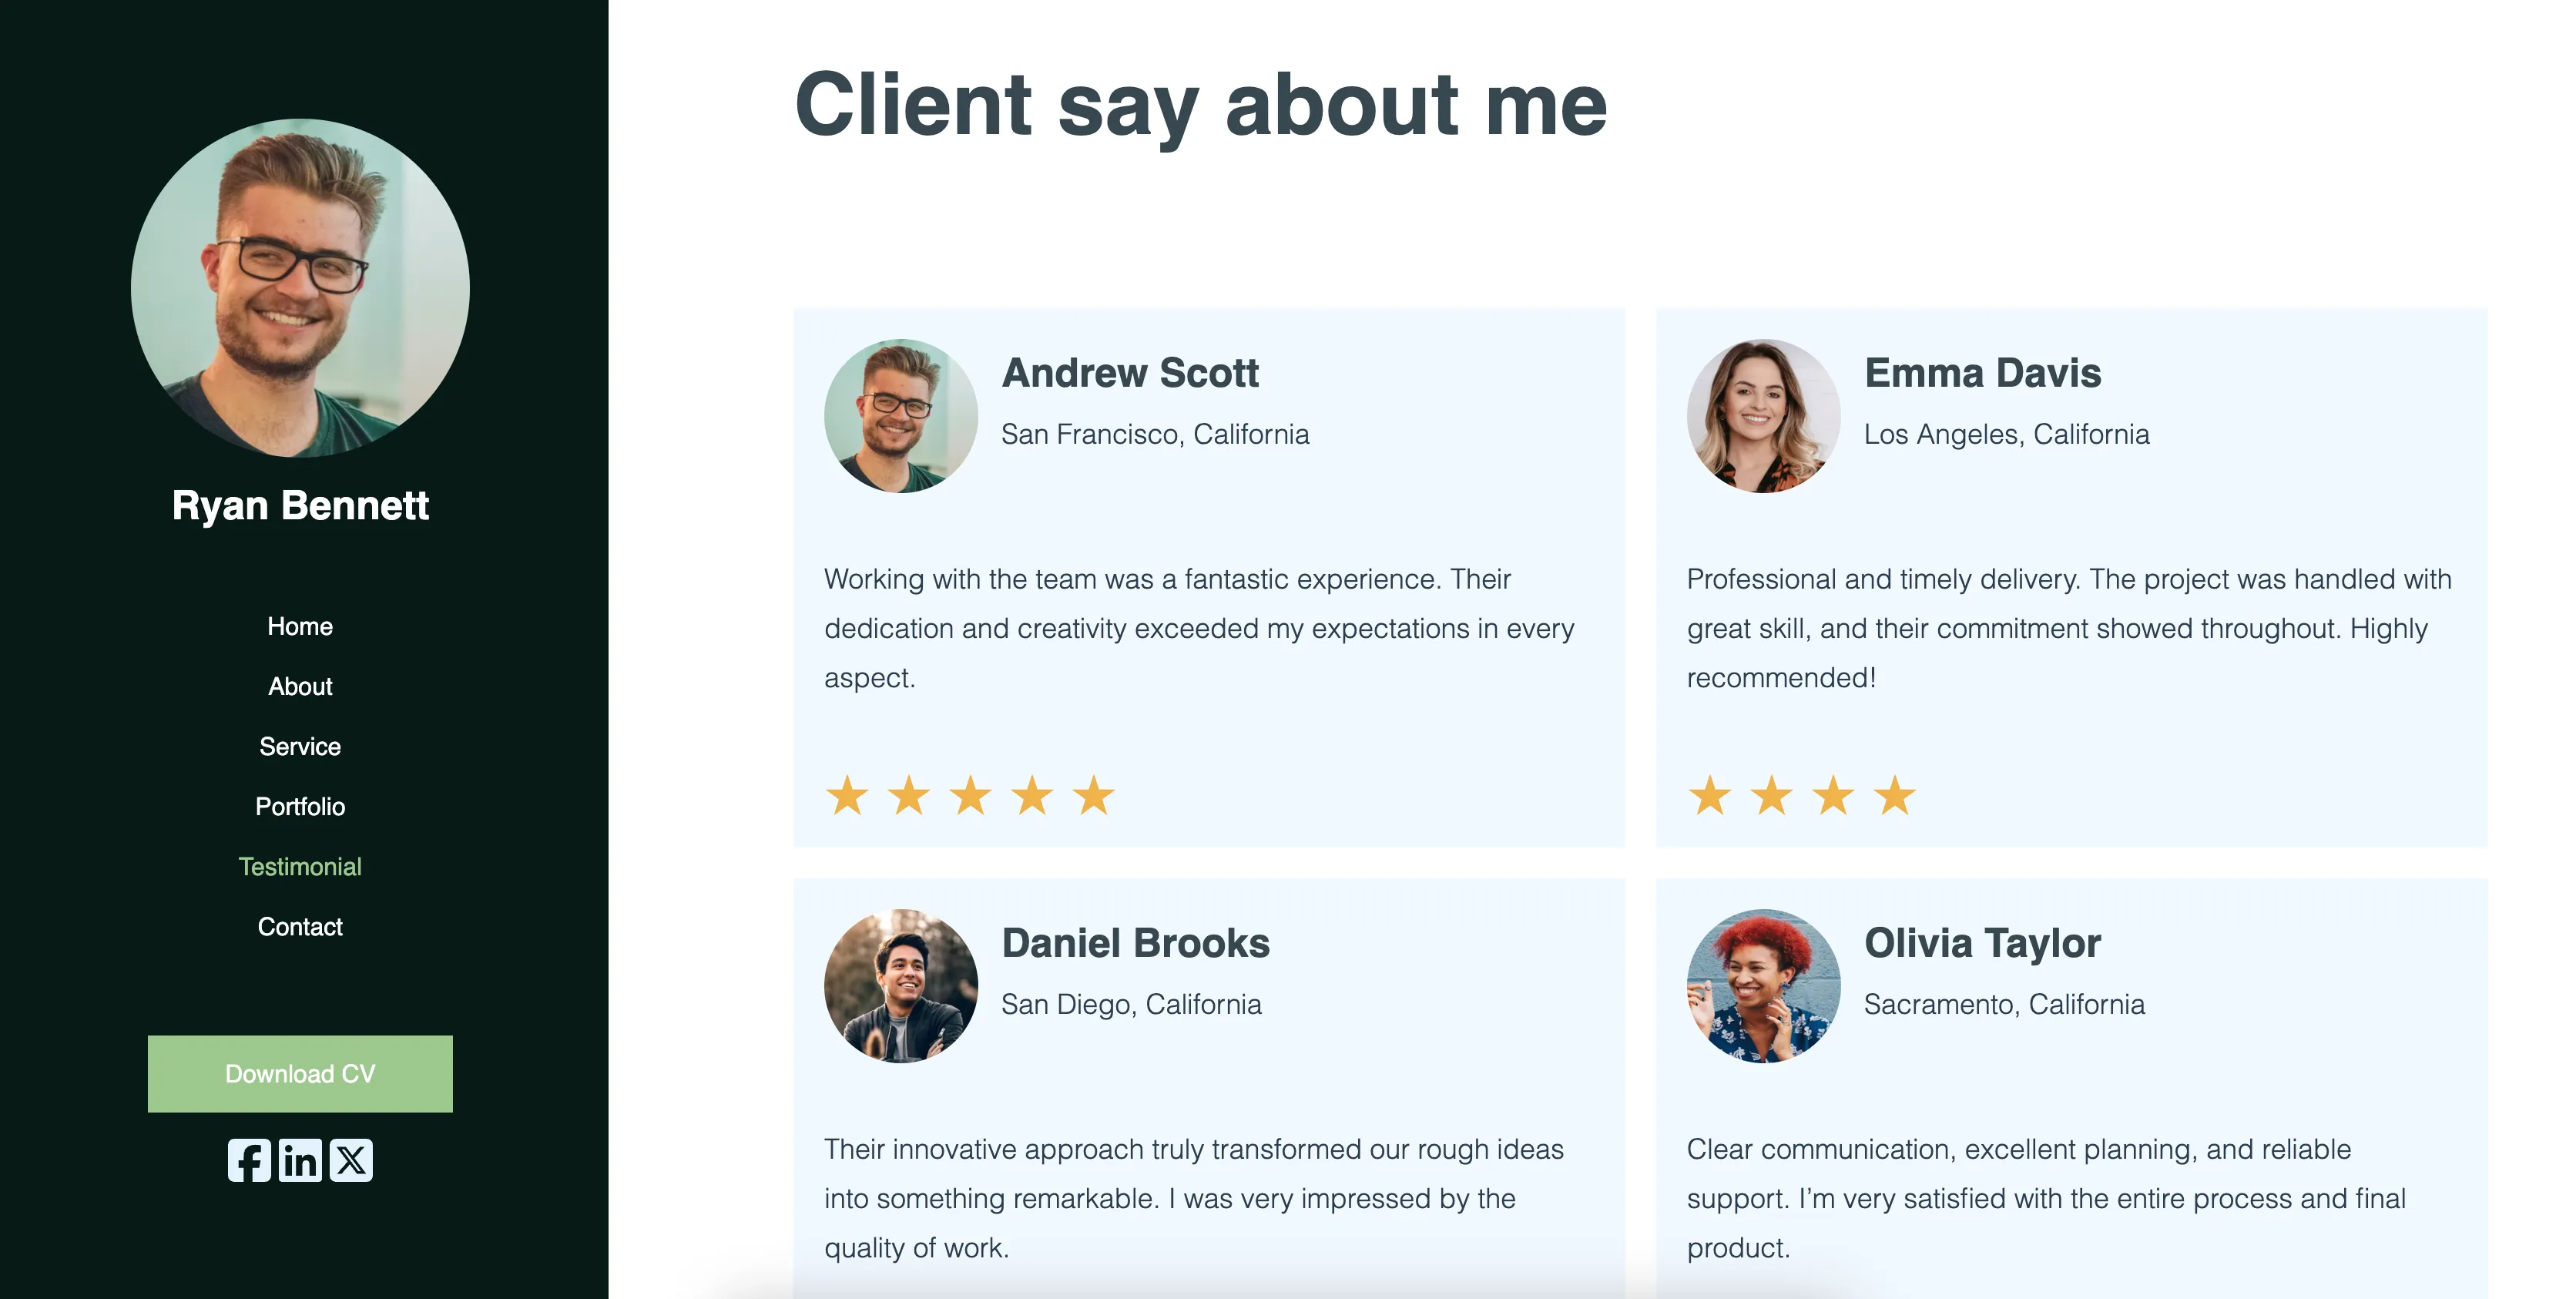 Ryan Bennett
Home
About
Service
Portfolio
Testimonial
Contact
Download CV
Client say about me
Andrew Scott
San Francisco, California
Working with the team was a fantastic experience. Their
dedication and creativity exceeded my expectations in every
aspect.
Emma Davis
Los Angeles, California
Professional and timely delivery. The project was handled with
great skill, and their commitment showed throughout. Highly
recommended!
Daniel Brooks
San Diego, California
Their innovative approach truly transformed our rough ideas
into something remarkable. I was very impressed by the
quality of work.
Olivia Taylor
Sacramento, California
Clear communication, excellent planning, and reliable
support. I’m very satisfied with the entire process and final
product.